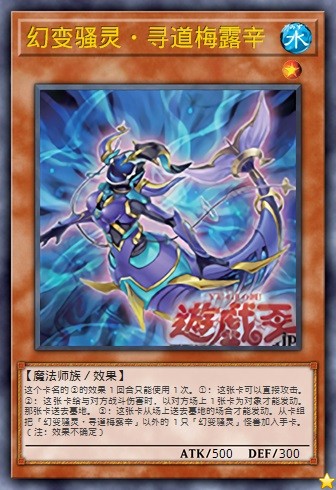 幻变骚灵·寻道梅露辛
水
遊戯王
.JP
【魔法师族／效果】
这个卡名的②的效果1回合只能使用1次。①：这张卡可以直接攻击。
②：这张卡给与对方战斗伤害时，以对方场上1张卡为对象才能发动。
那张卡送去墓地。②：这张卡从场上送去墓地的场合才能发动。从卡组
把「幻变骚灵·寻道梅露辛」以外的1只「幻变骚灵」怪兽加入手卡。
（注：效果不确定）
ATK/500 DEF/300